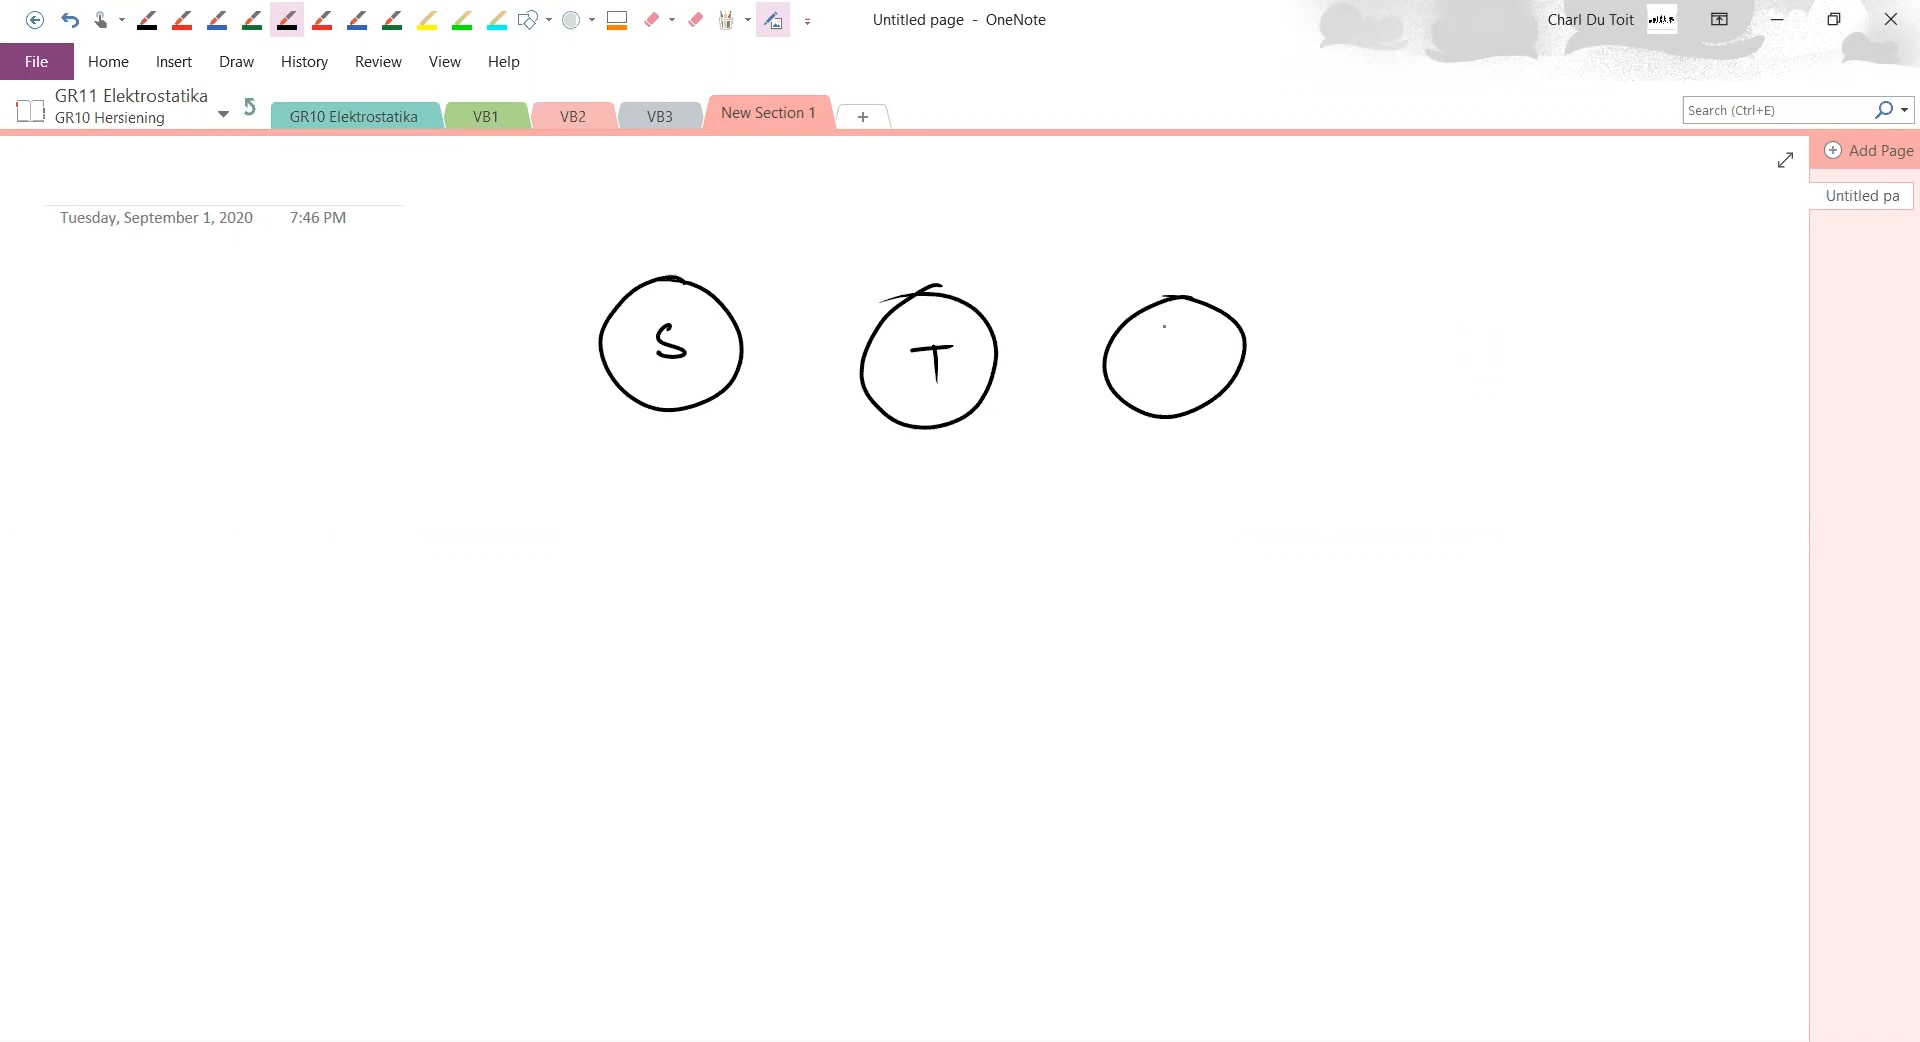 Untitled page - OneNote
Charl Du Toit
File Home Insert Draw History Review View Help
GR11 Elektrostatika
GR10 Hersiening
GR10 Elektrostatika VB1 VB2 VB3 New Section 1
Search (Ctrl+E)
Add Page
Untitled pa
Tuesday, September 1, 2020 7:46 PM
S T